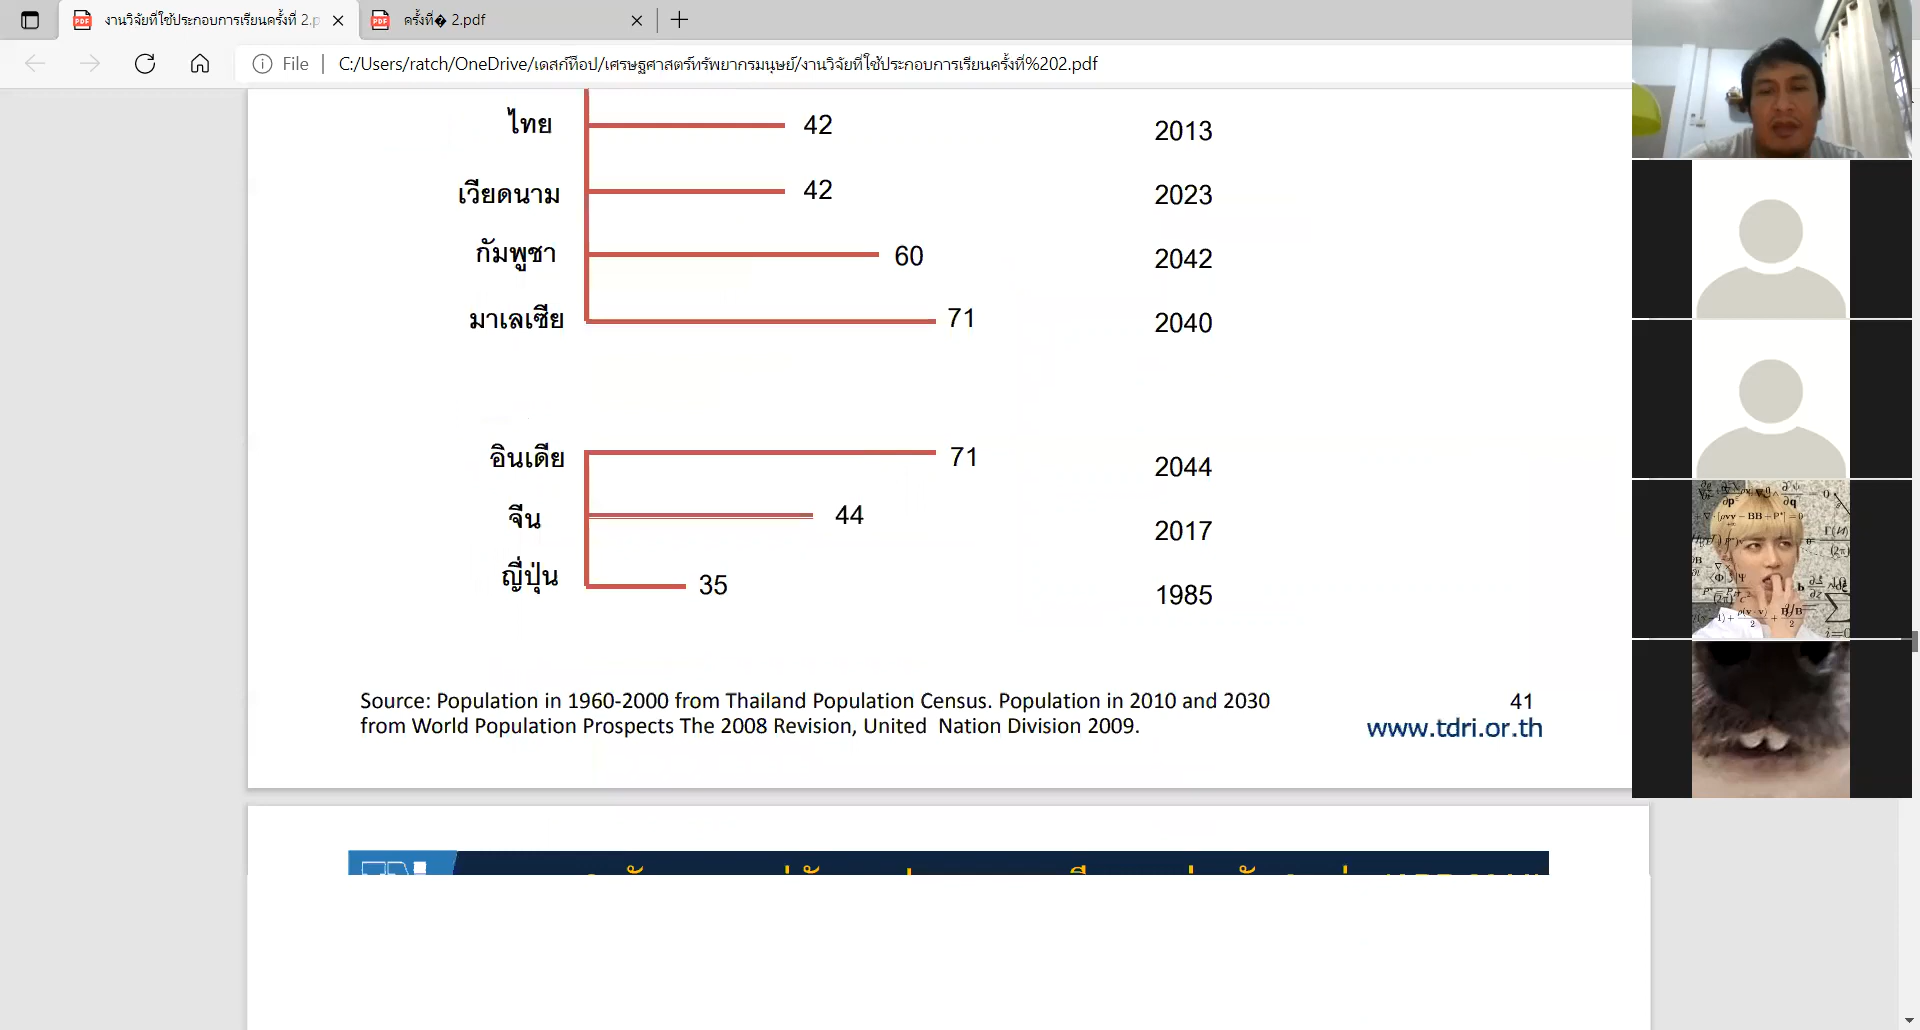 งานวิจัยที่ใช้ประกอบการเรียนครั้งที่ 2.p
ครั้งที่� 2.pdf
File
C:/Users/ratch/OneDrive/เดสก์ท็อป/เศรษฐศาสตร์ทรัพยากรมนุษย์/งานวิจัยที่ใช้ประกอบการเรียนครั้งที่%202.pdf
ไทย 42 2013
เวียดนาม 42 2023
กัมพูชา 60 2042
มาเลเซีย 71 2040
อินเดีย 71 2044
จีน 44 2017
ญี่ปุ่น 35 1985
Source: Population in 1960-2000 from Thailand Population Census. Population in 2010 and 2030
from World Population Prospects The 2008 Revision, United Nation Division 2009.
41
www.tdri.or.th